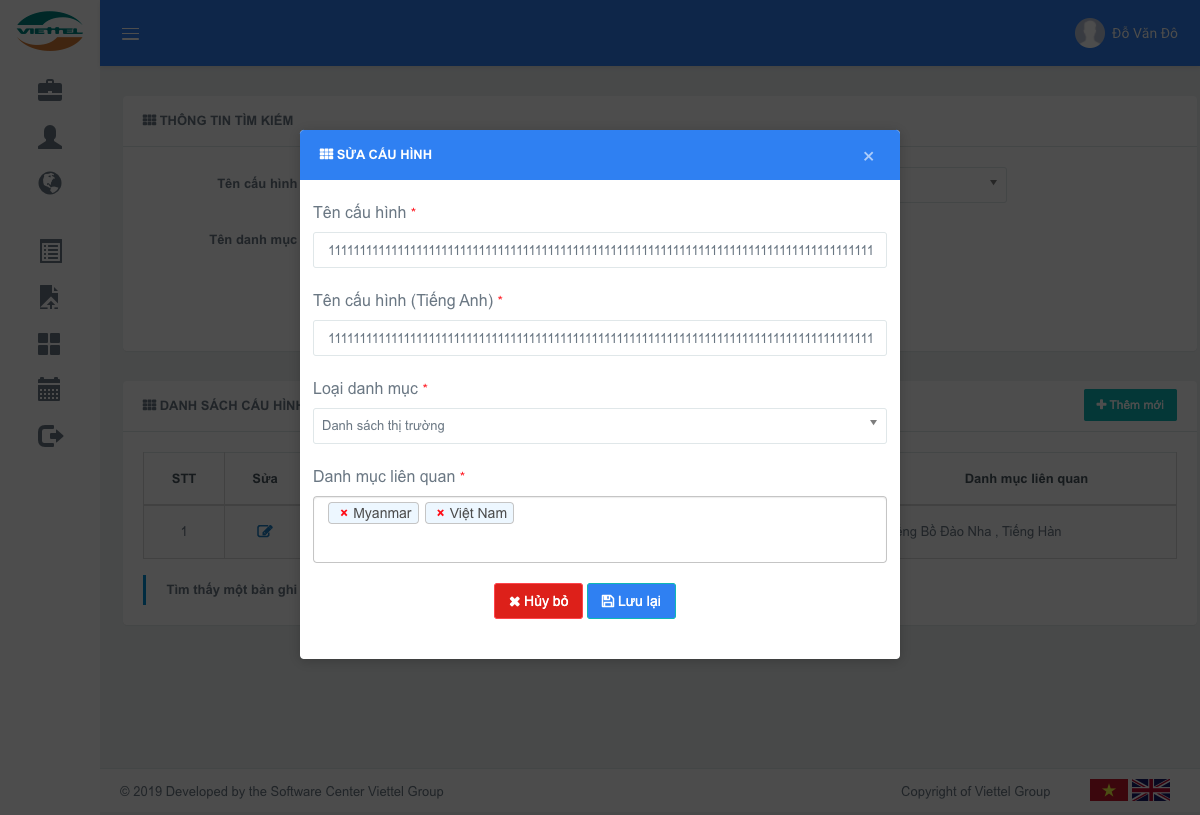 VIETTEL
Đỗ Văn Đô
THÔNG TIN TÌM KIẾM
Tên cấu hình
Tên danh mục
SỬA CẤU HÌNH
×
Tên cấu hình *
Tên cấu hình (Tiếng Anh) *
Loại danh mục *
Danh sách thị trường
Danh mục liên quan *
× Myanmar × Việt Nam
Hủy bỏ Lưu lại
DANH SÁCH CẤU HÌNH
Thêm mới
STT Sửa Danh mục liên quan
1 Bồ Đào Nha , Tiếng Hàn
Tìm thấy một bản ghi
© 2019 Developed by the Software Center Viettel Group Copyright of Viettel Group